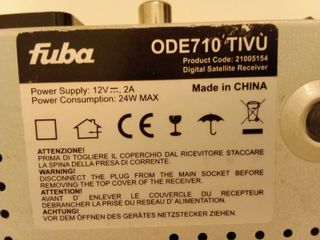 fuba
ODE710 TIVÙ
Product Code: 21005154
Digital Satellite Receiver
Power Supply: 12V⎓, 2A
Power Consumption: 24W MAX
Made in CHINA
CE
ATTENZIONE!
PRIMA DI TOGLIERE IL COPERCHIO DAL RICEVITORE STACCARE
LA SPINA DELLA PRESA DI CORRENTE.
WARNING!
DISCONNECT THE PLUG FROM THE MAIN SOCKET BEFORE
REMOVING THE TOP COVER OF THE RECEIVER.
ATTENTION!
AVANT D' ENLEVER LE COUVERCLE DU RECEPTEUR
DEBRANCHER LA PRISE DU RESEAU D' ALIMENTATION.
ACHTUNG!
VOR DEM ÖFFNEN DES GERÄTES NETZSTECKER ZIEHEN